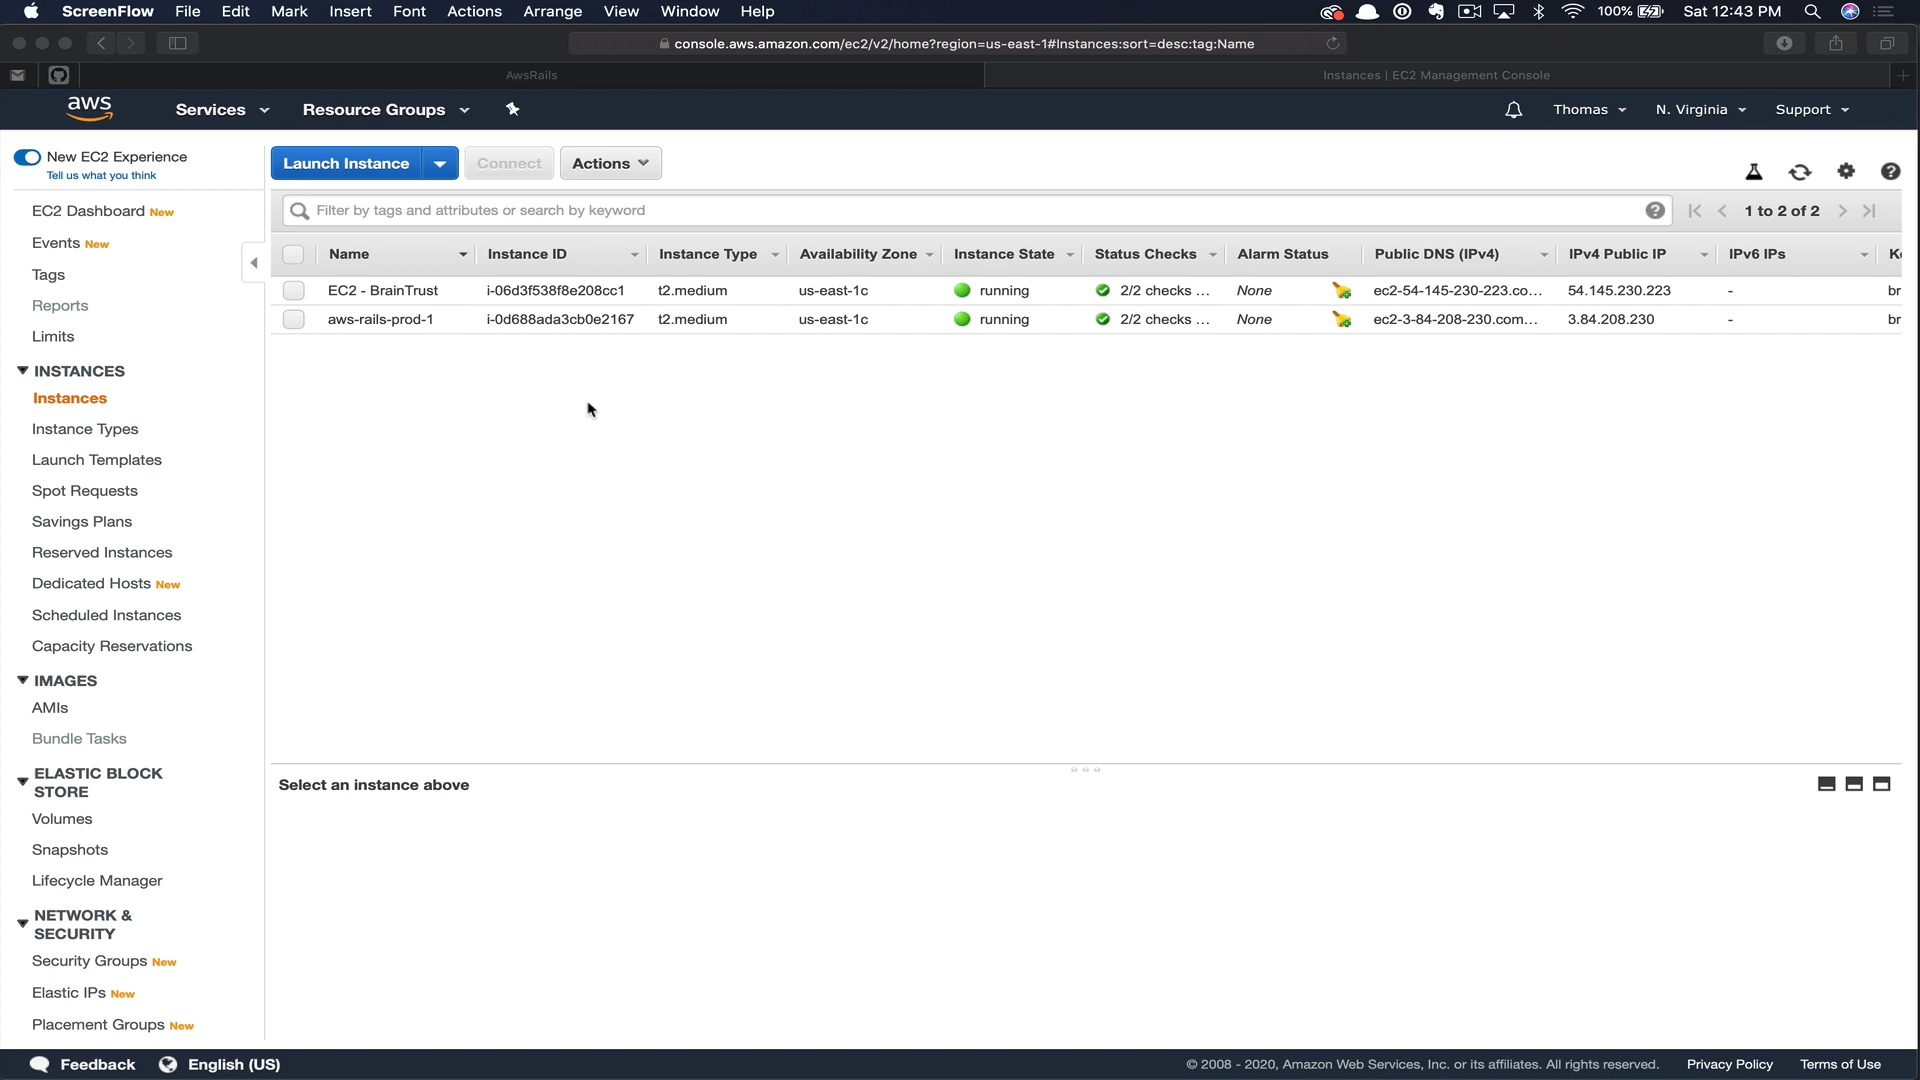 ScreenFlow File Edit Mark Insert Font Actions Arrange View Window Help 100% Sat 12:43 PM
console.aws.amazon.com/ec2/v2/home?region=us-east-1#Instances:sort=desc:tag:Name
AwsRails Instances | EC2 Management Console
aws Services Resource Groups Thomas N. Virginia Support
New EC2 Experience
Tell us what you think
Launch Instance Connect Actions
EC2 Dashboard New
Events New
Tags
Reports
Limits
INSTANCES
Instances
Instance Types
Launch Templates
Spot Requests
Savings Plans
Reserved Instances
Dedicated Hosts New
Scheduled Instances
Capacity Reservations
IMAGES
AMIs
Bundle Tasks
ELASTIC BLOCK
STORE
Volumes
Snapshots
Lifecycle Manager
NETWORK &
SECURITY
Security Groups New
Elastic IPs New
Placement Groups New
Filter by tags and attributes or search by keyword 1 to 2 of 2
Name Instance ID Instance Type Availability Zone Instance State Status Checks Alarm Status Public DNS (IPv4) IPv4 Public IP IPv6 IPs
EC2 - BrainTrust i-06d3f538f8e208cc1 t2.medium us-east-1c running 2/2 checks ... None ec2-54-145-230-223.co... 54.145.230.223 - br
aws-rails-prod-1 i-0d688ada3cb0e2167 t2.medium us-east-1c running 2/2 checks ... None ec2-3-84-208-230.com... 3.84.208.230 - br
Select an instance above
Feedback English (US) © 2008 - 2020, Amazon Web Services, Inc. or its affiliates. All rights reserved. Privacy Policy Terms of Use